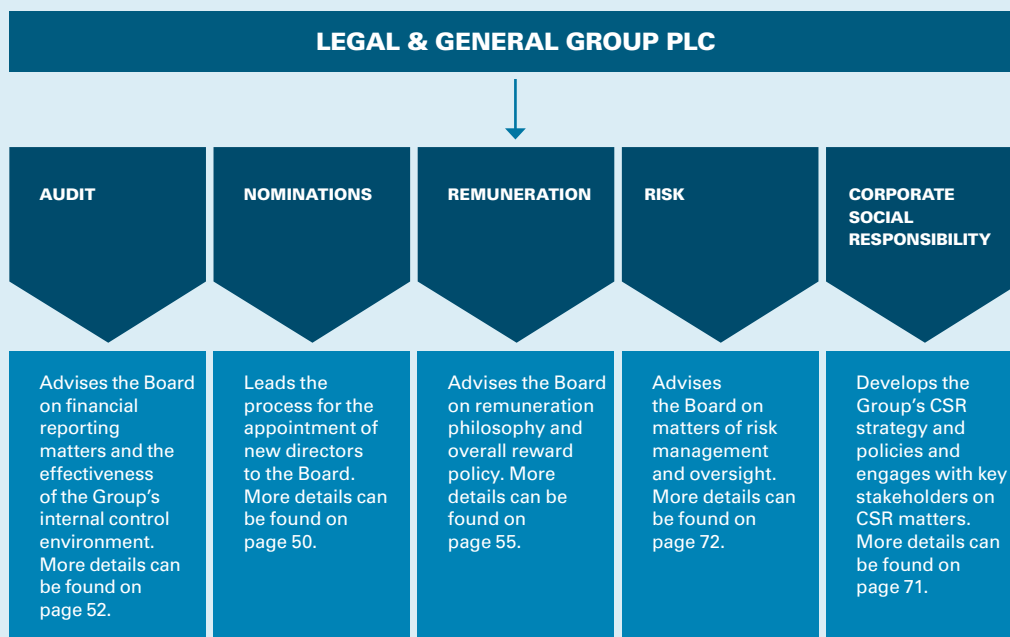 LEGAL & GENERAL GROUP PLC
AUDIT
Advises the Board
on financial
reporting
matters and the
effectiveness
of the Group’s
internal control
environment.
More details can
be found on
page 52.
NOMINATIONS
Leads the
process for the
appointment of
new directors
to the Board.
More details can
be found on
page 50.
REMUNERATION
Advises the Board
on remuneration
philosophy and
overall reward
policy. More
details can be
found on
page 55.
RISK
Advises
the Board on
matters of risk
management
and oversight.
More details can
be found on
page 72.
CORPORATE
SOCIAL
RESPONSIBILITY
Develops the
Group’s CSR
strategy and
policies and
engages with key
stakeholders on
CSR matters.
More details can
be found on
page 71.